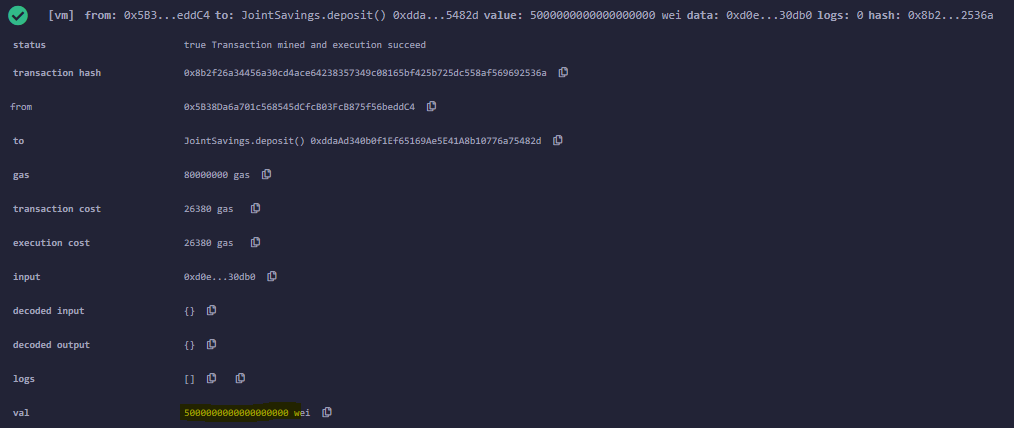 [vm] from: 0x5B3...eddC4 to: JointSavings.deposit() 0xdda...5482d value: 5000000000000000000 wei data: 0xd0e...30db0 logs: 0 hash: 0x8b2...2536a
status true Transaction mined and execution succeed
transaction hash 0x8b2f26a34456a30cd4ace64238357349c08165bf425b725dc558af569692536a
from 0x5B38Da6a701c568545dCfcB03FcB875f56beddC4
to JointSavings.deposit() 0xddaAd340b0f1Ef65169Ae5E41A8b10776a75482d
gas 80000000 gas
transaction cost 26380 gas
execution cost 26380 gas
input 0xd0e...30db0
decoded input {}
decoded output {}
logs []
val 5000000000000000000 wei